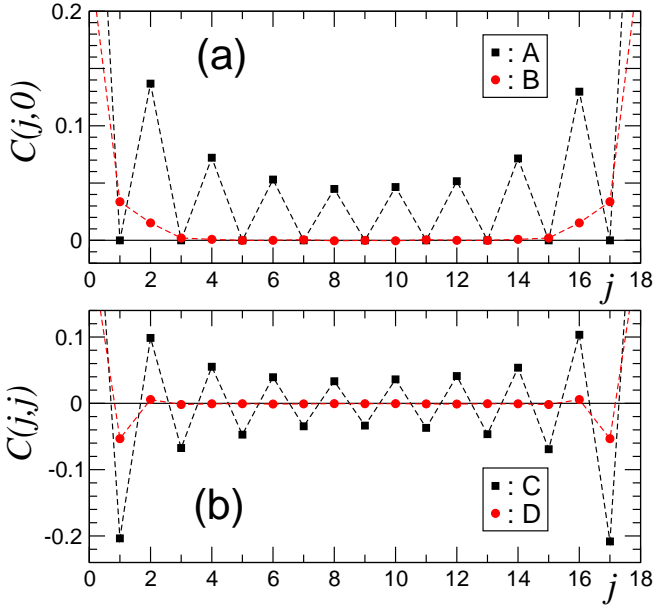 0.2
(a)
■ : A
● : B
C(j,0)
0.1
0
0 2 4 6 8 10 12 14 16 18
j
0.1
C(j,j)
0
-0.1
(b)
■ : C
● : D
-0.2
0 2 4 6 8 10 12 14 16 18
j